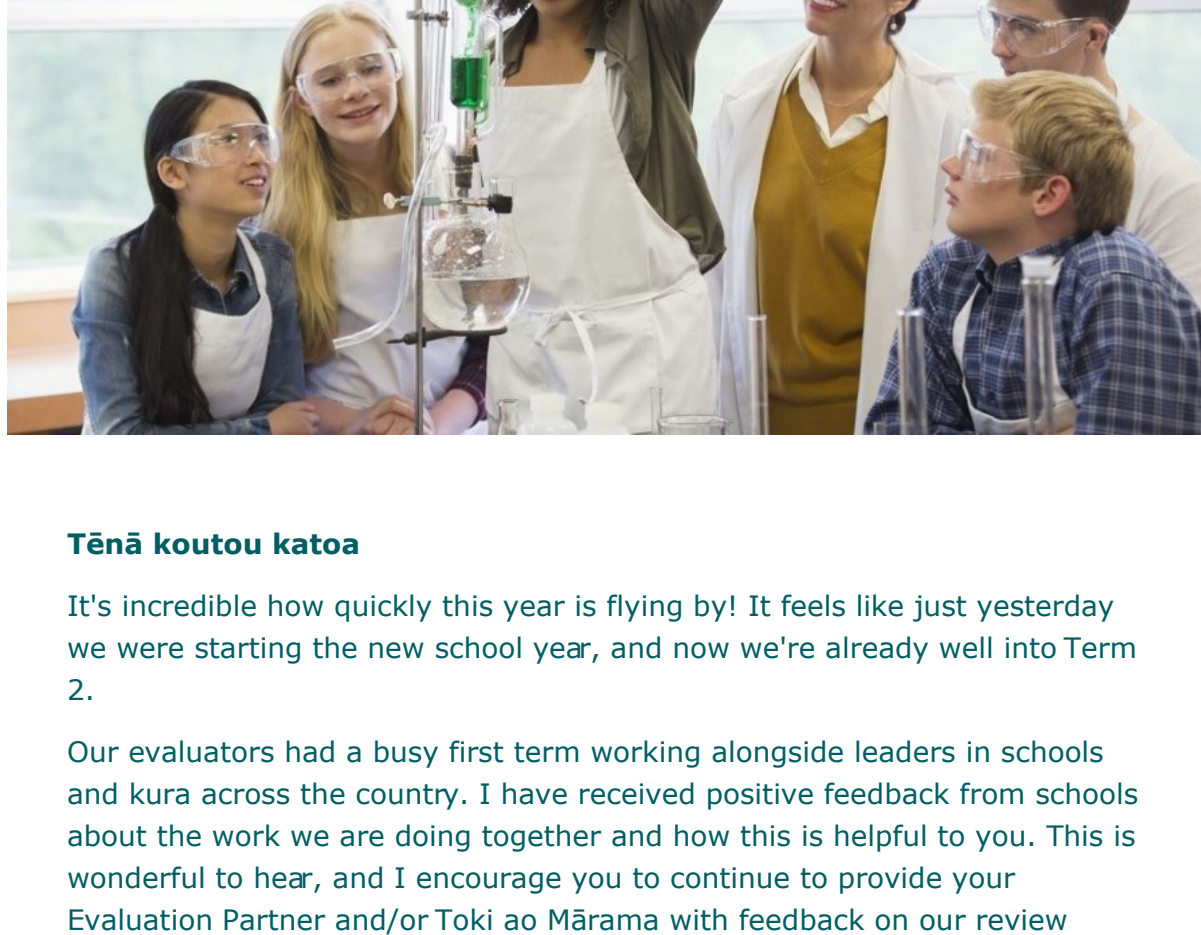 Tēnā koutou katoa
It's incredible how quickly this year is flying by! It feels like just yesterday
we were starting the new school year, and now we're already well into Term
2.
Our evaluators had a busy first term working alongside leaders in schools
and kura across the country. I have received positive feedback from schools
about the work we are doing together and how this is helpful to you. This is
wonderful to hear, and I encourage you to continue to provide your
Evaluation Partner and/or Toki ao Mārama with feedback on our review